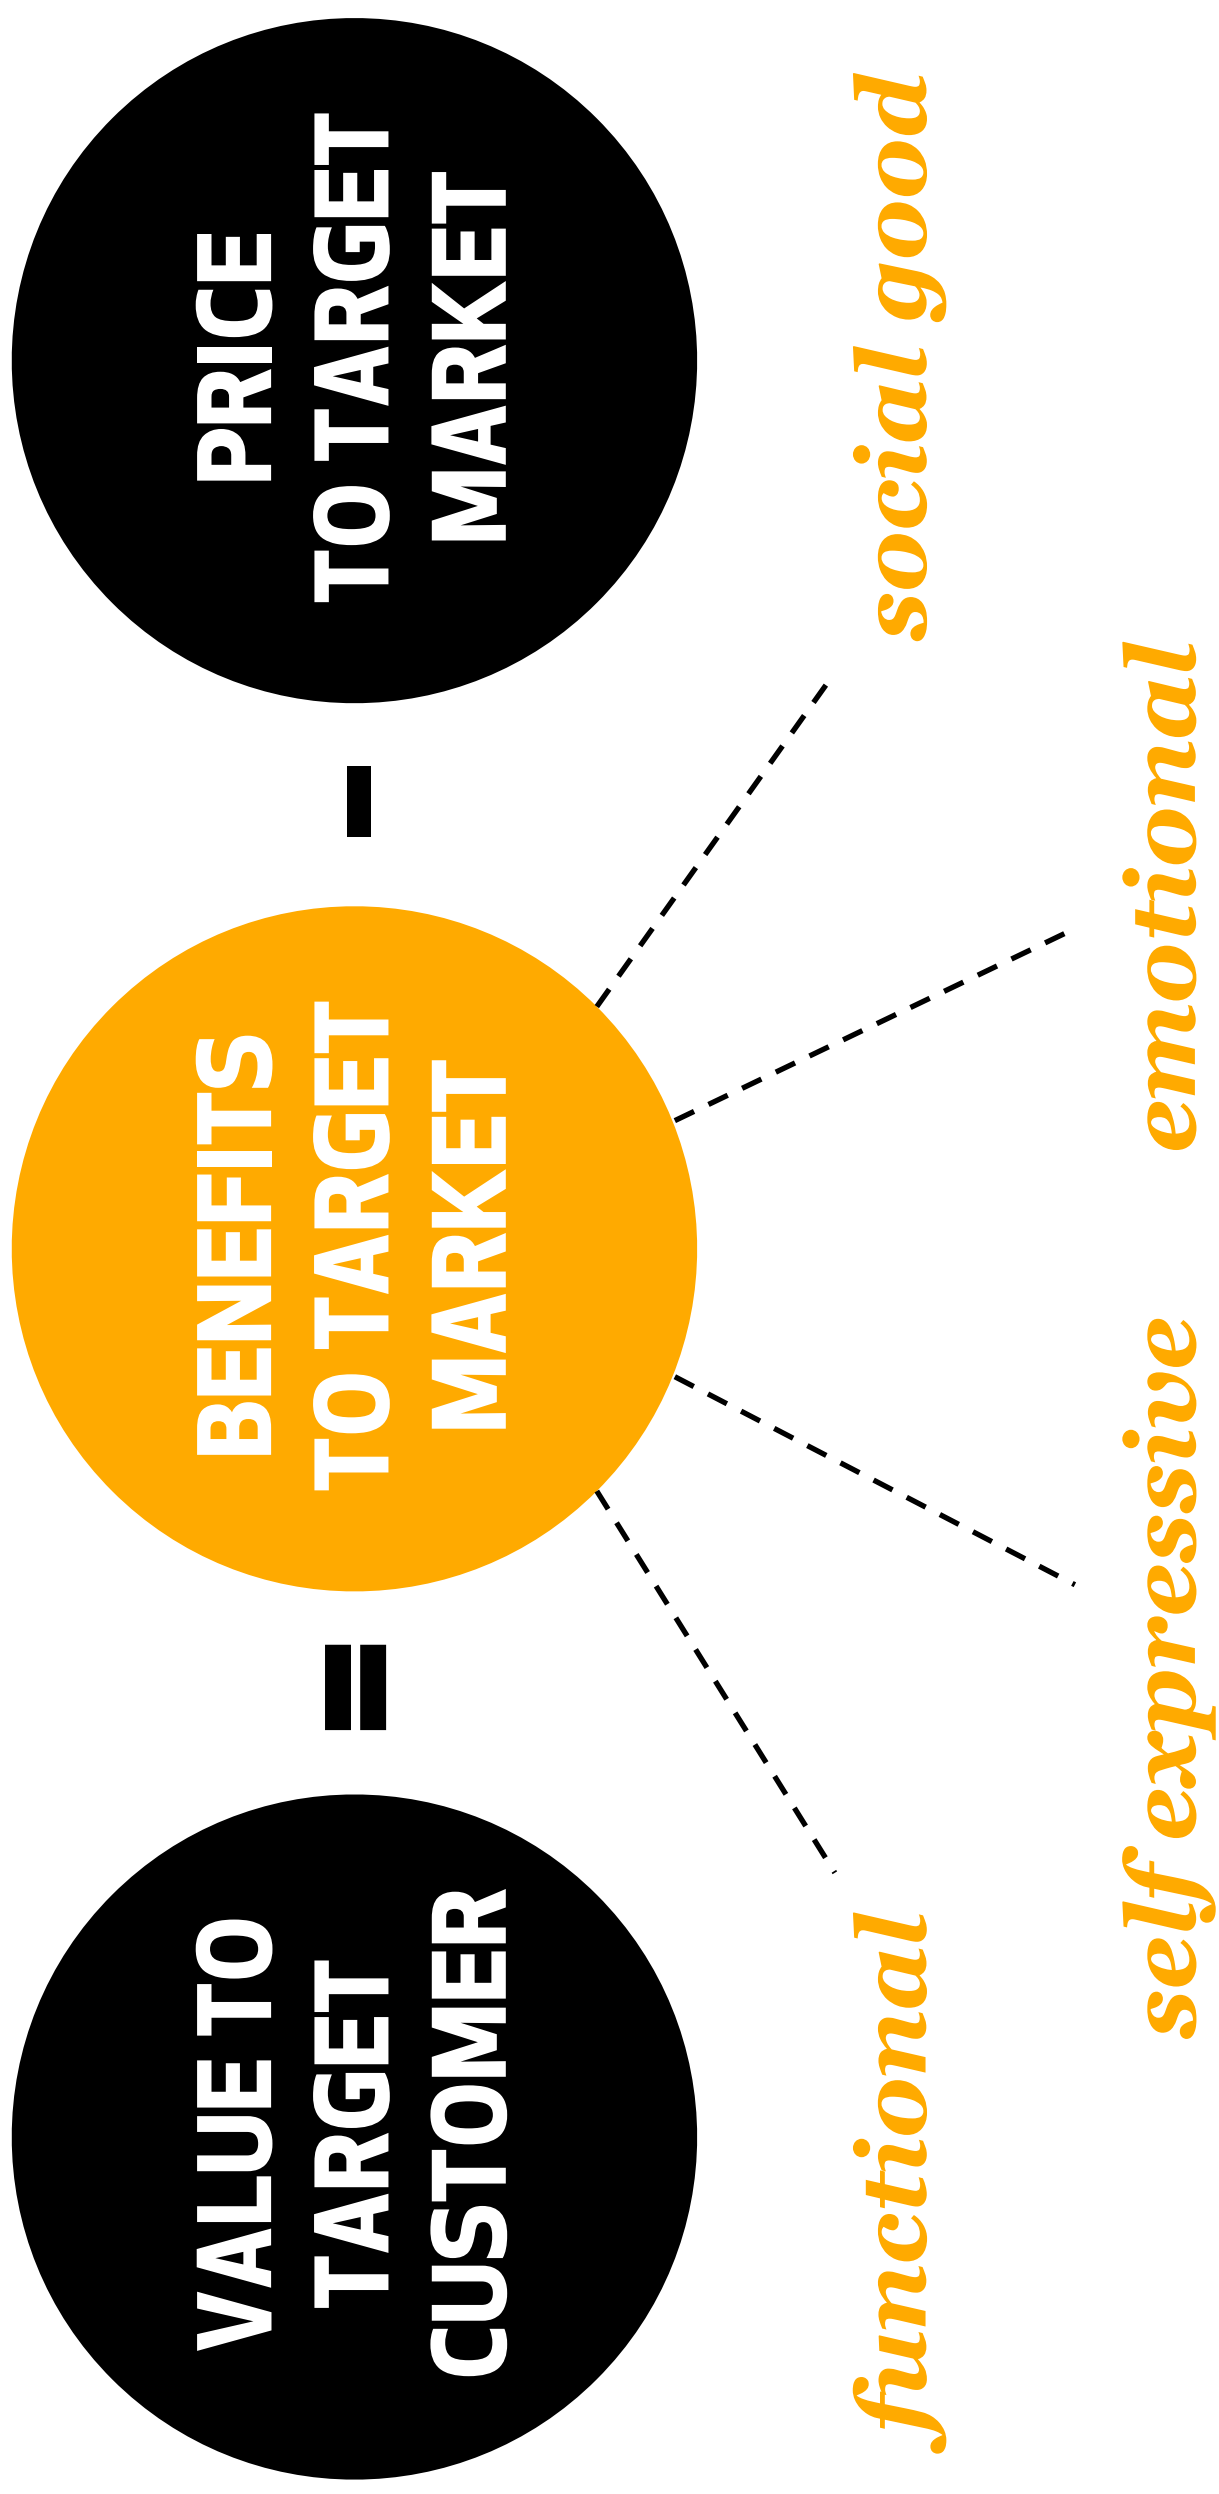 VALUE TO
TARGET
CUSTOMER
=
BENEFITS
TO TARGET
MARKET
-
PRICE
TO TARGET
MARKET
functional
self expressive
emotional
social good